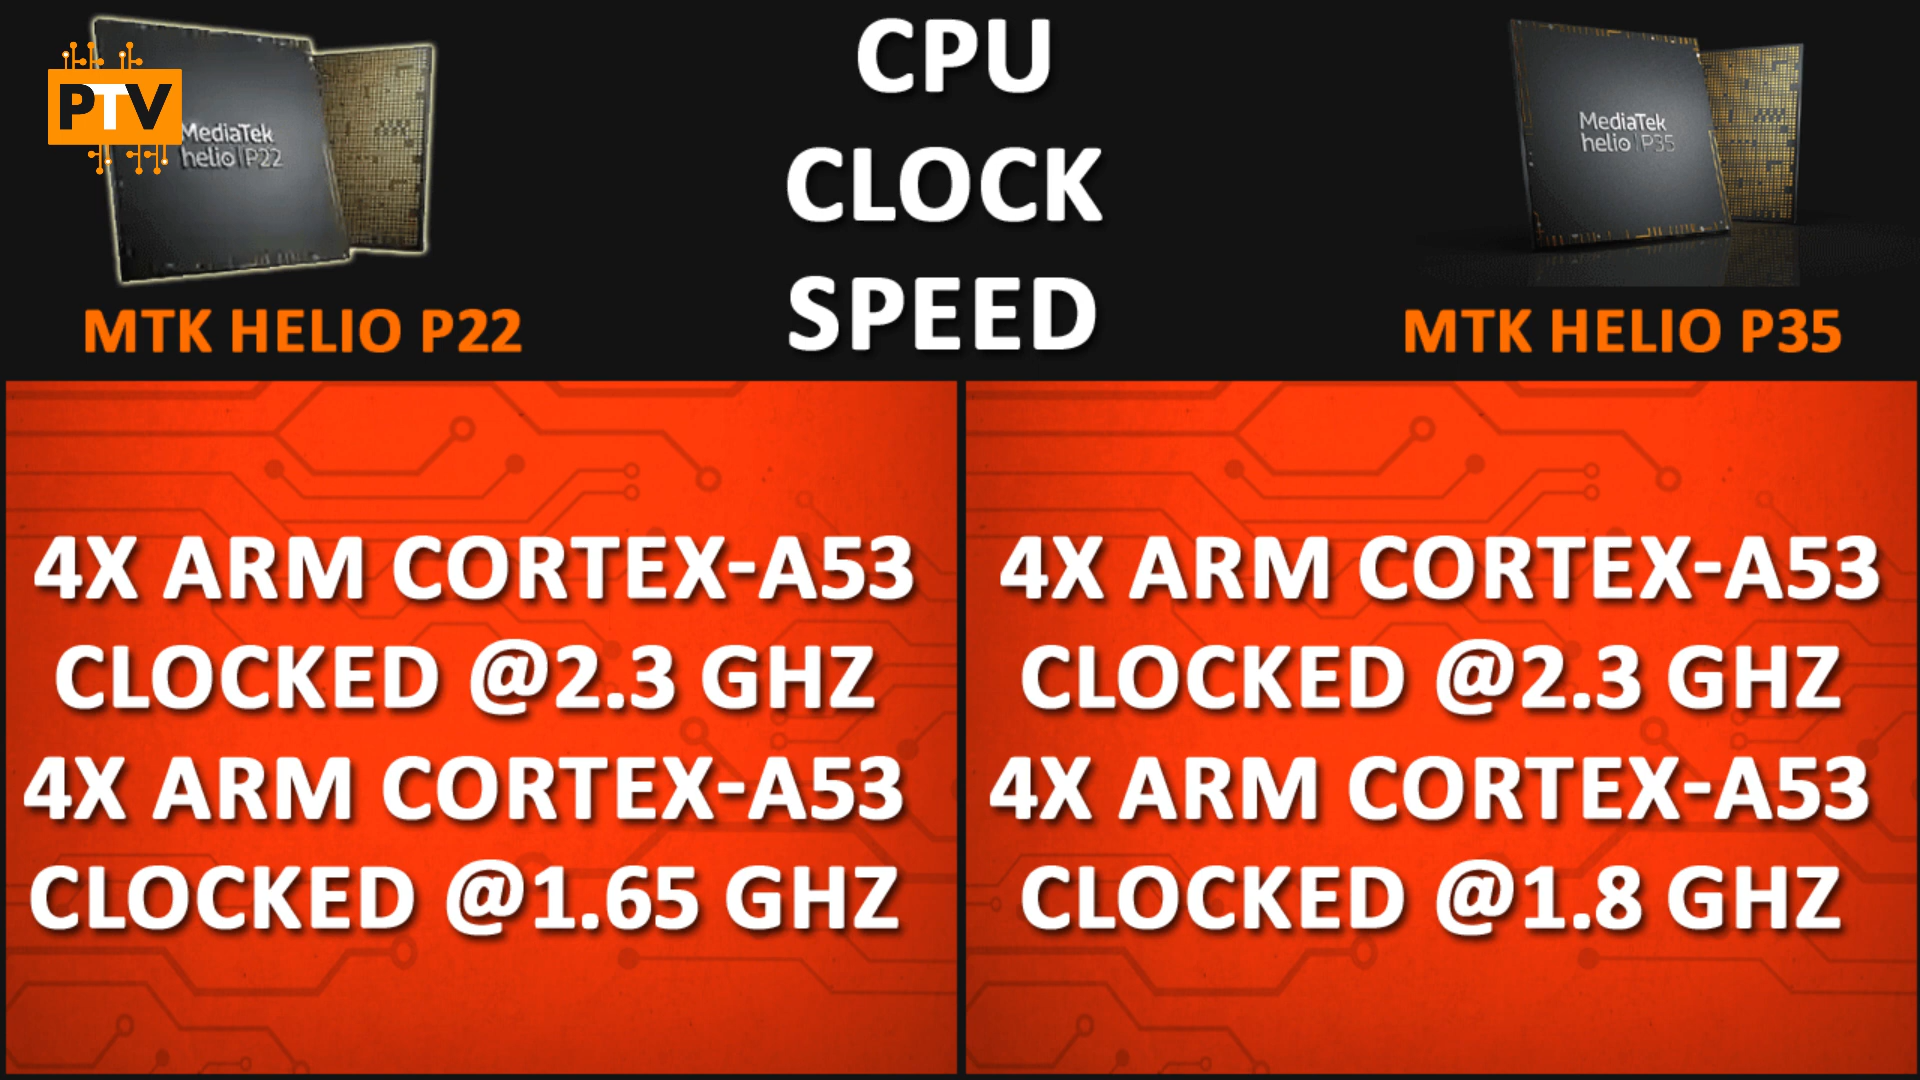 PTV
MediaTek
helio P22
CPU
CLOCK
SPEED
MediaTek
helio P35
MTK HELIO P22
MTK HELIO P35
4X ARM CORTEX-A53
CLOCKED @2.3 GHZ
4X ARM CORTEX-A53
CLOCKED @1.65 GHZ
4X ARM CORTEX-A53
CLOCKED @2.3 GHZ
4X ARM CORTEX-A53
CLOCKED @1.8 GHZ